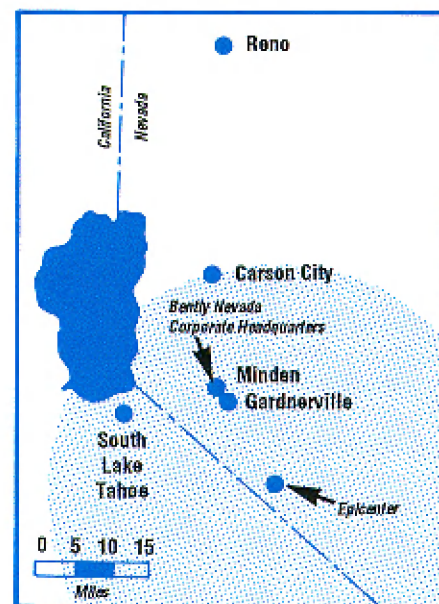 Reno
California
Nevada
Carson City
Bently Nevada
Corporate Headquarters
Minden
Gardnerville
South
Lake
Tahoe
Epicenter
0 5 10 15
Miles